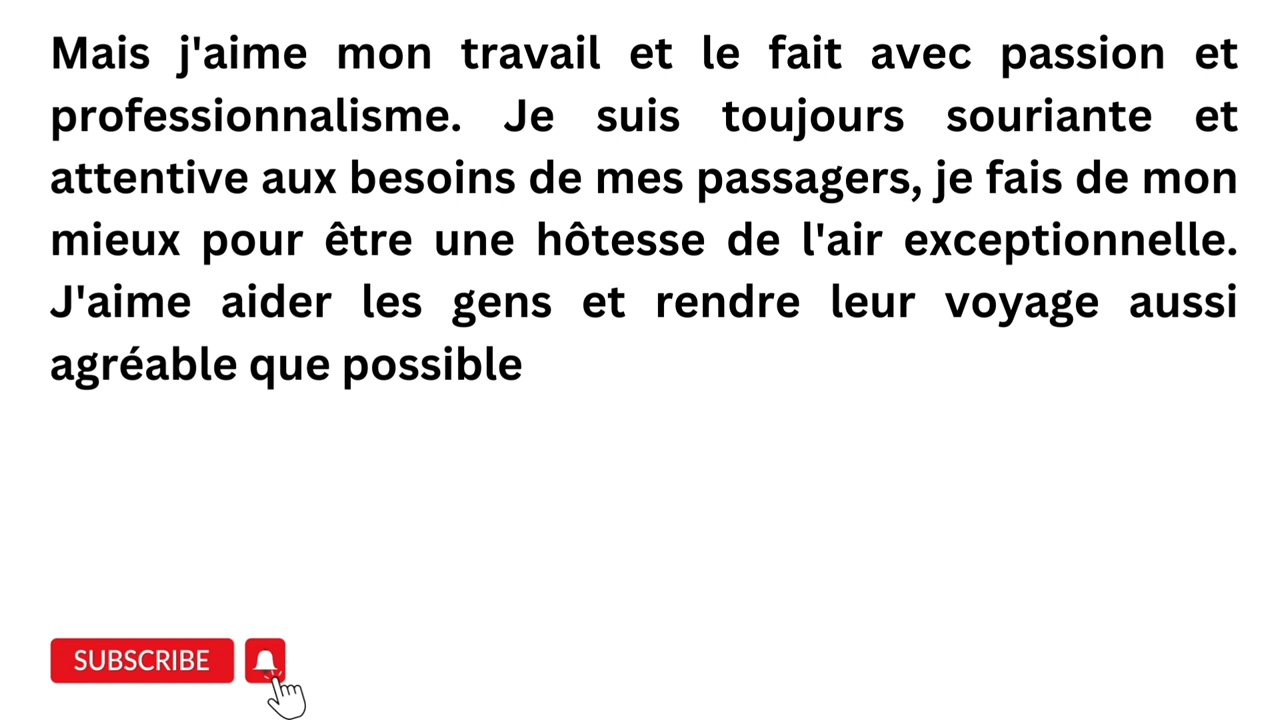 Mais j'aime mon travail et le fait avec passion et
professionnalisme. Je suis toujours souriante et
attentive aux besoins de mes passagers, je fais de mon
mieux pour être une hôtesse de l'air exceptionnelle.
J'aime aider les gens et rendre leur voyage aussi
agréable que possible
SUBSCRIBE